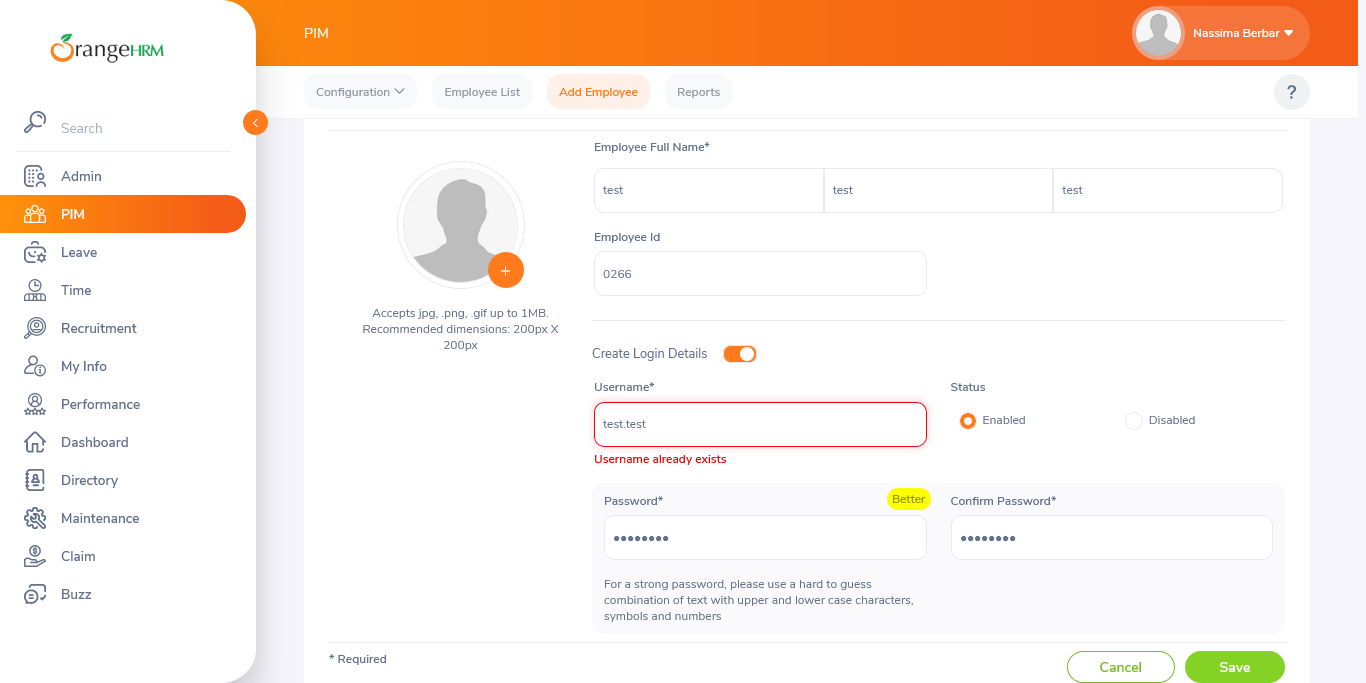 OrangeHRM
PIM
Nassima Berbar
Configuration
Employee List
Add Employee
Reports
?
Search
Admin
PIM
Leave
Time
Recruitment
My Info
Performance
Dashboard
Directory
Maintenance
Claim
Buzz
Accepts jpg, .png, .gif up to 1MB.
Recommended dimensions: 200px X
200px
Employee Full Name*
test
test
test
Employee Id
0266
Create Login Details
Username*
test.test
Username already exists
Status
Enabled
Disabled
Password*
Better
••••••••
Confirm Password*
••••••••
For a strong password, please use a hard to guess
combination of text with upper and lower case characters,
symbols and numbers
* Required
Cancel
Save